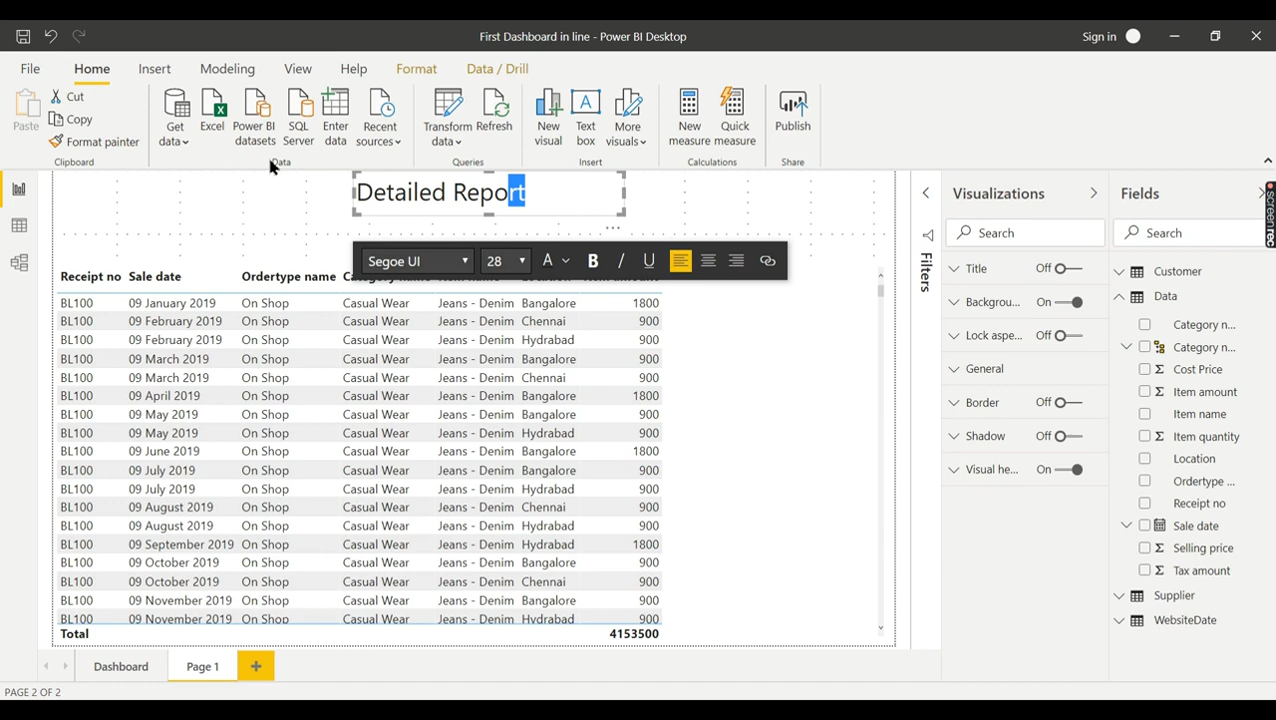 First Dashboard in line - Power BI Desktop
Sign in
File Home Insert Modeling View Help Format Data / Drill
Paste
Cut
Copy
Format painter
Clipboard
Get data
Excel
Power BI datasets
SQL Server
Enter data
Recent sources
Data
Transform data
Refresh
Queries
New visual
Text box
More visuals
Insert
New measure
Quick measure
Calculations
Publish
Share
Detailed Report
Segoe UI 28 A B I U
Receipt no Sale date Ordertype name
BL100 09 January 2019 On Shop Casual Wear Jeans - Denim Bangalore 1800
BL100 09 February 2019 On Shop Casual Wear Jeans - Denim Chennai 900
BL100 09 February 2019 On Shop Casual Wear Jeans - Denim Hydrabad 900
BL100 09 March 2019 On Shop Casual Wear Jeans - Denim Bangalore 900
BL100 09 March 2019 On Shop Casual Wear Jeans - Denim Chennai 900
BL100 09 April 2019 On Shop Casual Wear Jeans - Denim Bangalore 1800
BL100 09 May 2019 On Shop Casual Wear Jeans - Denim Bangalore 900
BL100 09 May 2019 On Shop Casual Wear Jeans - Denim Hydrabad 900
BL100 09 June 2019 On Shop Casual Wear Jeans - Denim Bangalore 1800
BL100 09 July 2019 On Shop Casual Wear Jeans - Denim Bangalore 900
BL100 09 July 2019 On Shop Casual Wear Jeans - Denim Hydrabad 900
BL100 09 August 2019 On Shop Casual Wear Jeans - Denim Chennai 900
BL100 09 August 2019 On Shop Casual Wear Jeans - Denim Hydrabad 900
BL100 09 September 2019 On Shop Casual Wear Jeans - Denim Hydrabad 1800
BL100 09 October 2019 On Shop Casual Wear Jeans - Denim Bangalore 900
BL100 09 October 2019 On Shop Casual Wear Jeans - Denim Chennai 900
BL100 09 November 2019 On Shop Casual Wear Jeans - Denim Bangalore 900
BL100 09 November 2019 On Shop Casual Wear Jeans - Denim Hydrabad 900
Total 4153500
Filters
Visualizations
Search
Title Off
Backgrou... On
Lock aspe... Off
General
Border Off
Shadow Off
Visual he... On
Fields
Search
Customer
Data
Category n...
Category n...
Cost Price
Item amount
Item name
Item quantity
Location
Ordertype ...
Receipt no
Sale date
Selling price
Tax amount
Supplier
WebsiteDate
screenrec
Dashboard Page 1
PAGE 2 OF 2